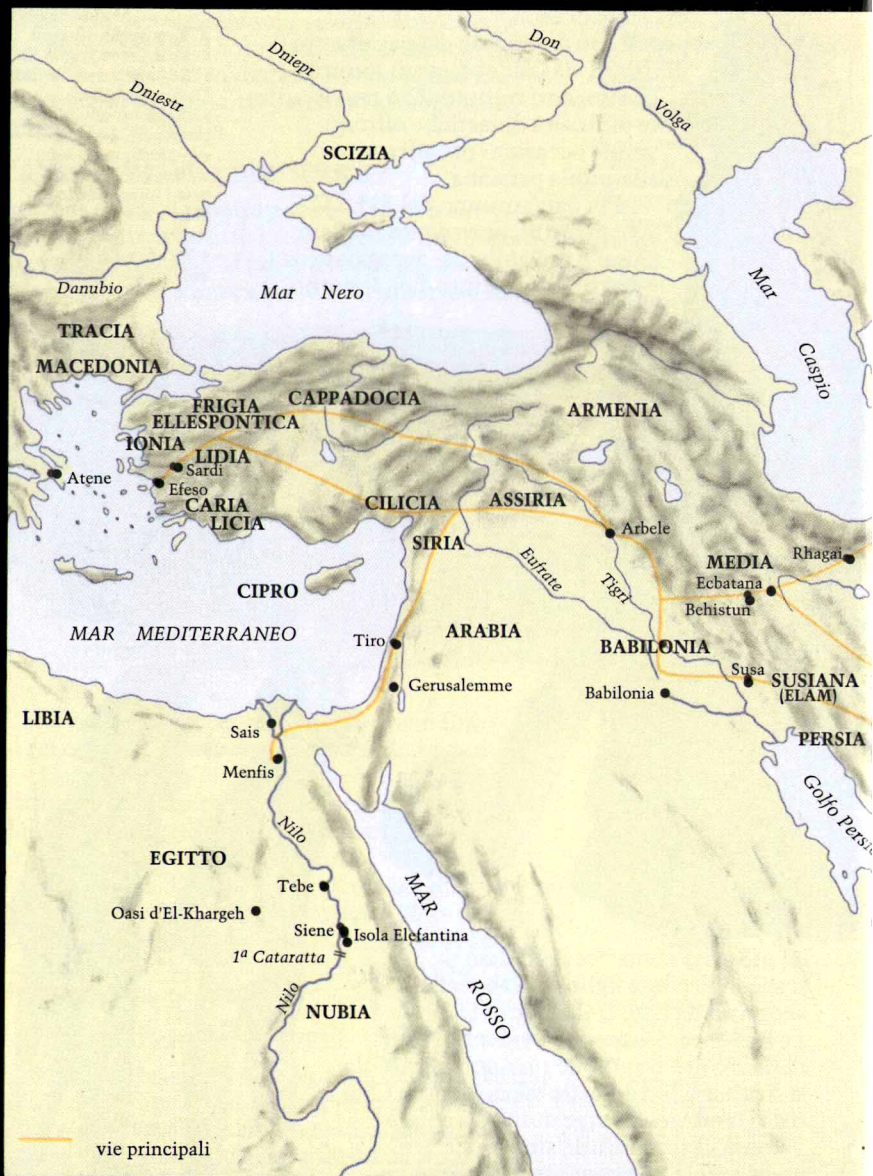 Dniestr
Dniepr
Don
Volga
SCIZIA
Danubio
Mar Nero
Mar
Caspio
TRACIA
MACEDONIA
FRIGIA
ELLESPONTICA
CAPPADOCIA
ARMENIA
IONIA
LIDIA
Sardi
Atene
Efeso
CARIA
LICIA
CILICIA
ASSIRIA
Arbele
SIRIA
MEDIA
Rhagai
Ecbatana
Behistun
Eufrate
Tigri
CIPRO
MAR MEDITERRANEO
Tiro
ARABIA
BABILONIA
Susa
SUSIANA
(ELAM)
Gerusalemme
Babilonia
LIBIA
Sais
PERSIA
Menfis
Golfo Persic
Nilo
EGITTO
Tebe
MAR
ROSSO
Oasi d'El-Khargeh
Siene
Isola Elefantina
1ª Cataratta
Nilo
NUBIA
vie principali